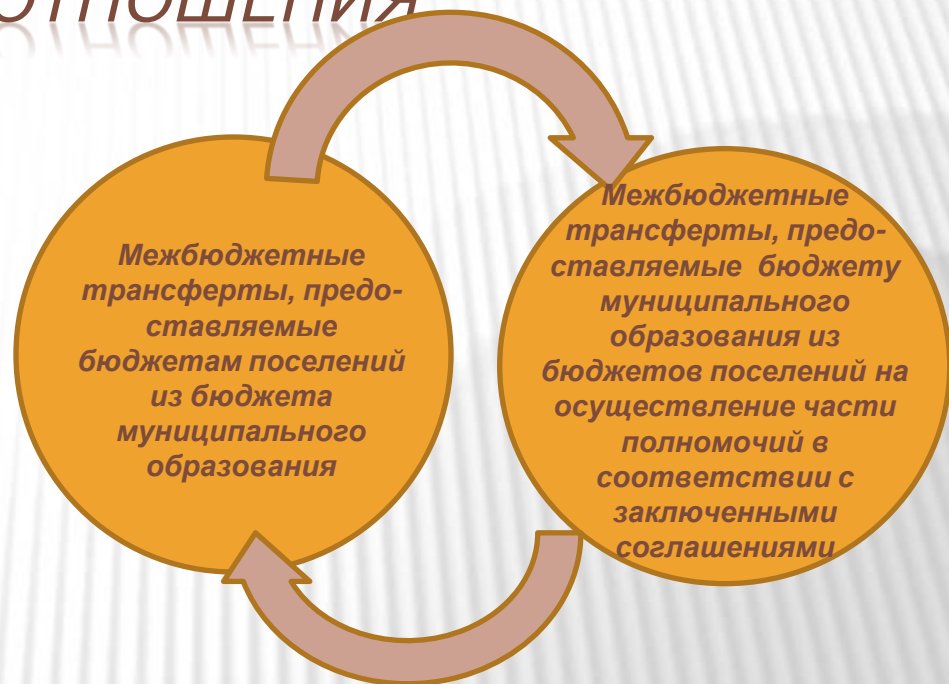 ОТНОШЕНИЯ
Межбюджетные
трансферты, предо-
ставляемые
бюджетам поселений
из бюджета
муниципального
образования
Межбюджетные
трансферты, предо-
ставляемые бюджету
муниципального
образования из
бюджетов поселений на
осуществление части
полномочий в
соответствии с
заключенными
соглашениями